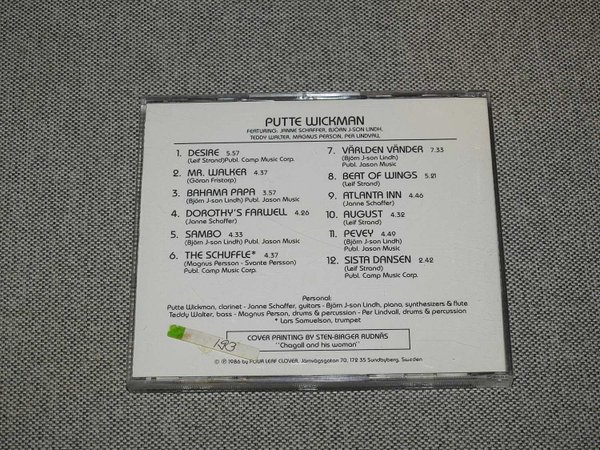 PUTTE WICKMAN
FEATURING: JANNE SCHAFFER, BJÖRN J-SON LINDH,
TEDDY WALTER, MAGNUS PERSON, PER LINDVALL
1. DESIRE 5.57
(Leif Strand)Publ. Camp Music Corp.
2. MR. WALKER 4.37
(Göran Fristorp)
3. BAHAMA PAPA 3.57
(Björn J-son Lindh) Publ. Jason Music
4. DOROTHY'S FARWELL 4.26
(Janne Schaffer)
5. SAMBO 4.33
(Björn J-son Lindh) Publ. Jason Music
6. THE SCHUFFLE* 4.37
(Magnus Persson - Svante Persson)
Publ. Camp Music Corp.
7. VÄRLDEN VÄNDER 7.33
(Björn J-son Lindh)
Publ. Jason Music
8. BEAT OF WINGS 5.21
(Leif Strand)
9. ATLANTA INN 4.46
(Janne Schaffer)
10. AUGUST 4.32
(Leif Strand)
11. PEVEY 4.49
(Björn J-son Lindh)
Publ. Jason Music
12. SISTA DANSEN 2.42
(Leif Strand)
Publ. Camp Music Corp.
Personal:
Putte Wickman, clarinet - Janne Schaffer, guitars - Björn J-son Lindh, piano, synthesizers & flute
Teddy Walter, bass - Magnus Person, drums & percussion - Per Lindvall, drums & percussion
* Lars Samuelson, trumpet
COVER PAINTING BY STEN-BIRGER RUDNÄS
"Chagall and his woman"
193
© ℗ 1986 by FOUR LEAF CLOVER, Järnvägsgatan 70, 172 35 Sundbyberg, Sweden